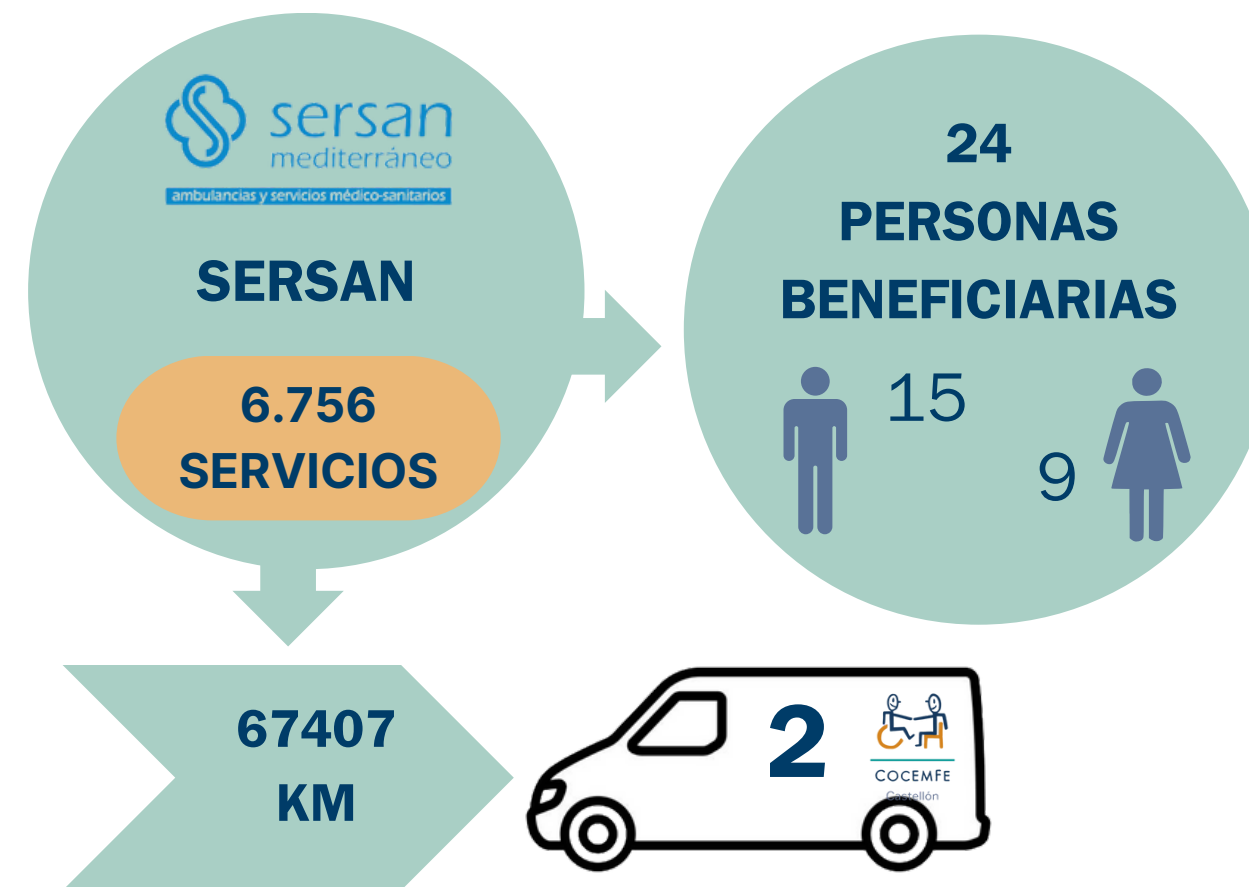 sersan
mediterráneo
ambulancias y servicios médico-sanitarios
SERSAN
6.756
SERVICIOS
24
PERSONAS
BENEFICIARIAS
15
9
67407
KM
2
COCEMFE
Castellón